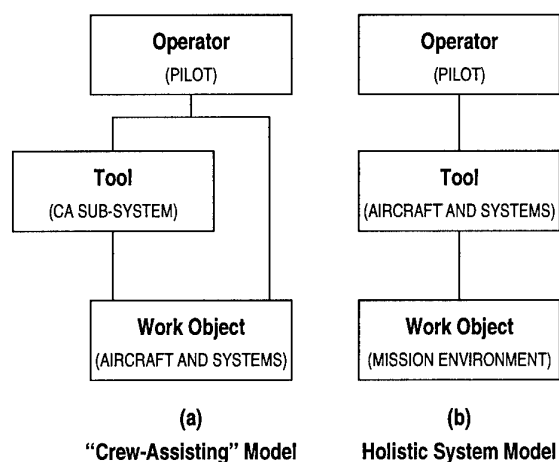 Operator
(PILOT)
Tool
(CA SUB-SYSTEM)
Work Object
(AIRCRAFT AND SYSTEMS)
(a)
“Crew-Assisting” Model
Operator
(PILOT)
Tool
(AIRCRAFT AND SYSTEMS)
Work Object
(MISSION ENVIRONMENT)
(b)
Holistic System Model